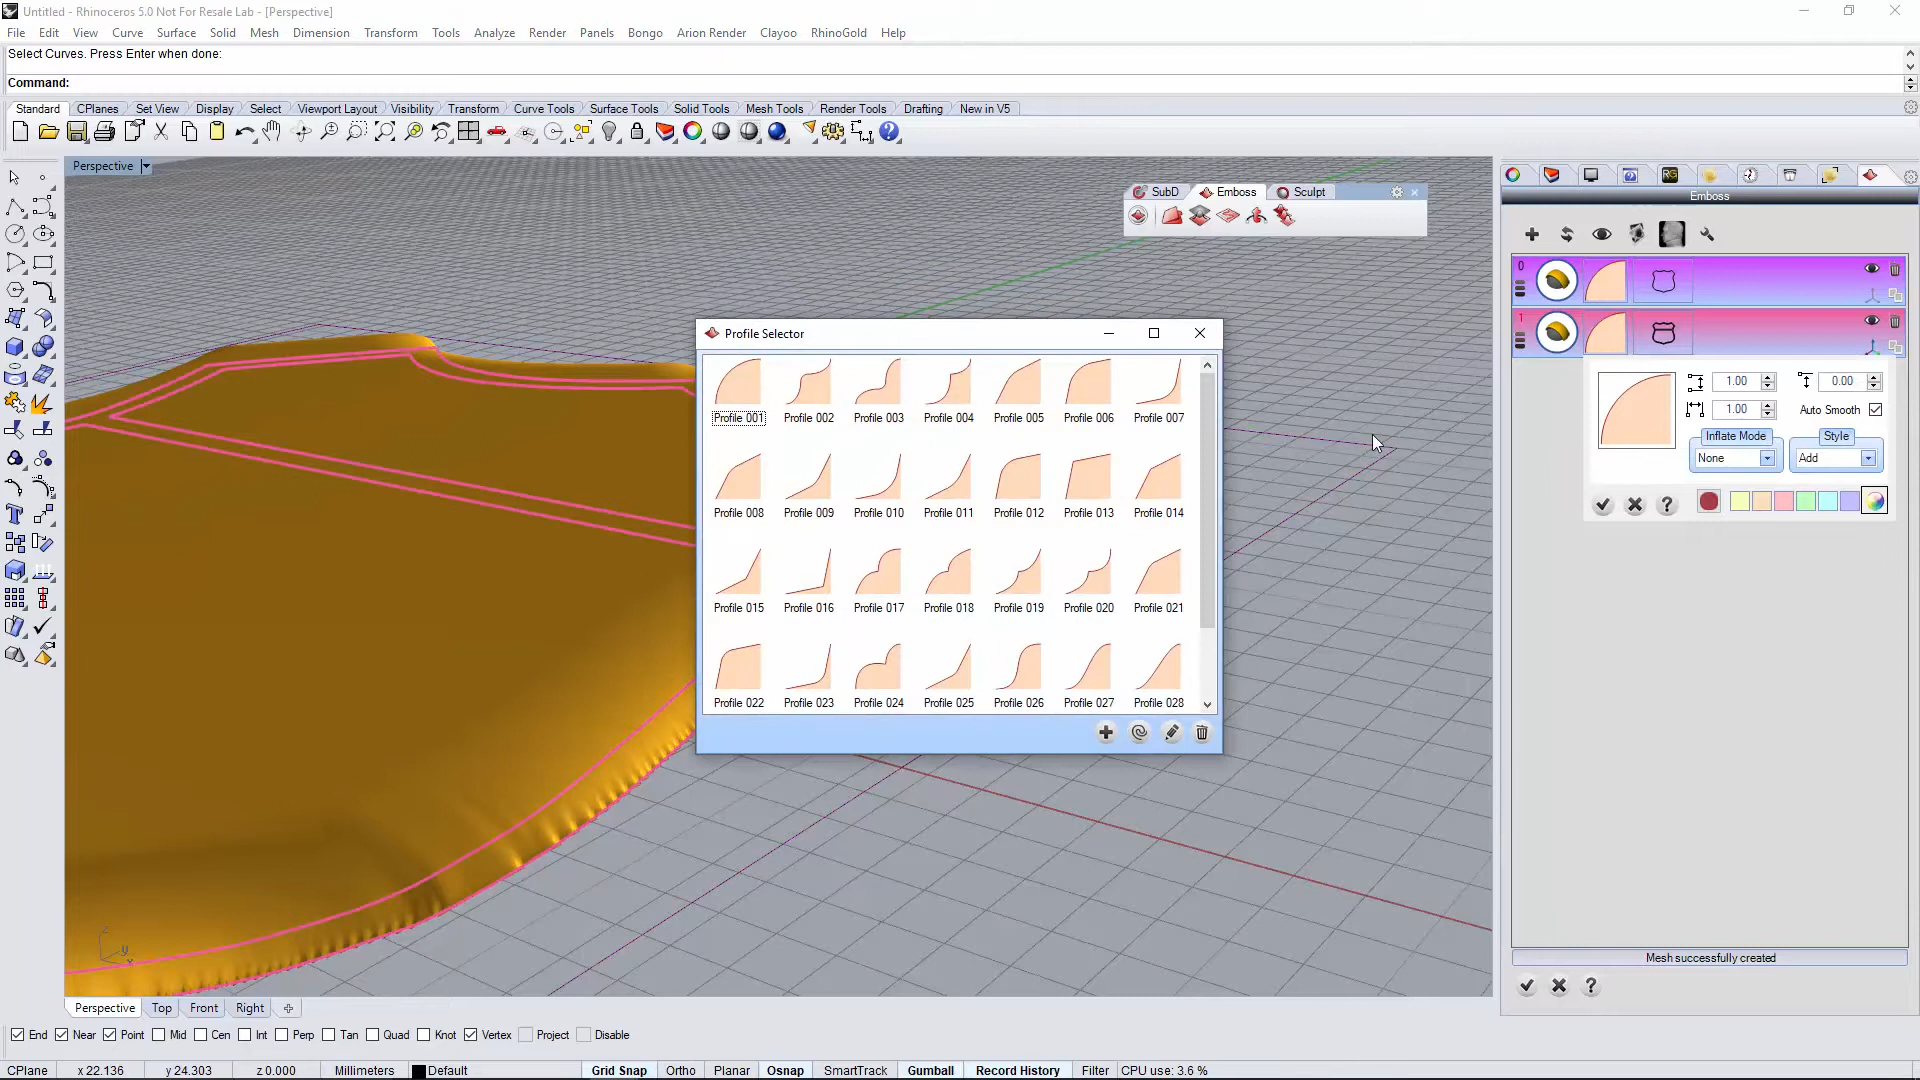 Untitled - Rhinoceros 5.0 Not For Resale Lab - [Perspective]
File Edit View Curve Surface Solid Mesh Dimension Transform Tools Analyze Render Panels Bongo Arion Render Clayoo RhinoGold Help
Select Curves. Press Enter when done:
Command:
Standard CPlanes Set View Display Select Viewport Layout Visibility Transform Curve Tools Surface Tools Solid Tools Mesh Tools Render Tools Drafting New in V5
Perspective
SubD Emboss Sculpt
Emboss
0
1
Profile Selector
Profile 001 Profile 002 Profile 003 Profile 004 Profile 005 Profile 006 Profile 007
Profile 008 Profile 009 Profile 010 Profile 011 Profile 012 Profile 013 Profile 014
Profile 015 Profile 016 Profile 017 Profile 018 Profile 019 Profile 020 Profile 021
Profile 022 Profile 023 Profile 024 Profile 025 Profile 026 Profile 027 Profile 028
1.00 0.00
1.00 Auto Smooth
Inflate Mode Style
None Add
Mesh successfully created
z
y
x
Perspective Top Front Right
End Near Point Mid Cen Int Perp Tan Quad Knot Vertex Project Disable
CPlane x 22.136 y 24.303 z 0.000 Millimeters Default Grid Snap Ortho Planar Osnap SmartTrack Gumball Record History Filter CPU use: 3.6 %